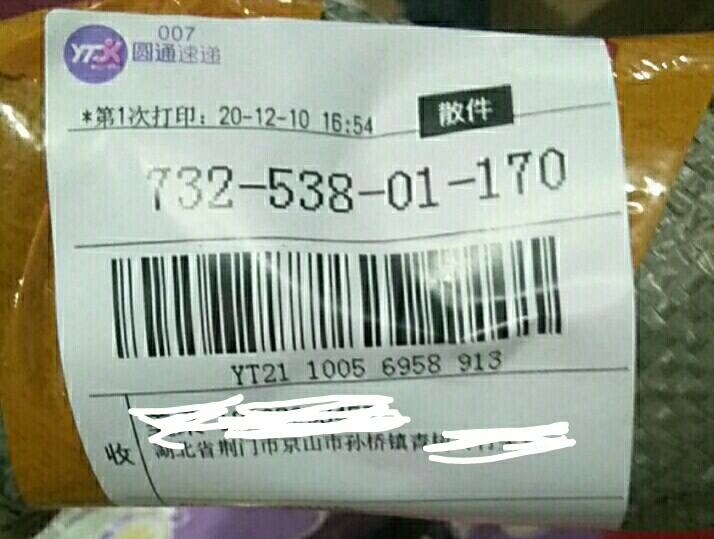 007
YTO 圆通速递
*第1次打印：20-12-10 16:54 散件
732-538-01-170
YT21 1005 6958 913
收
湖北省荆门市京山市孙桥镇青